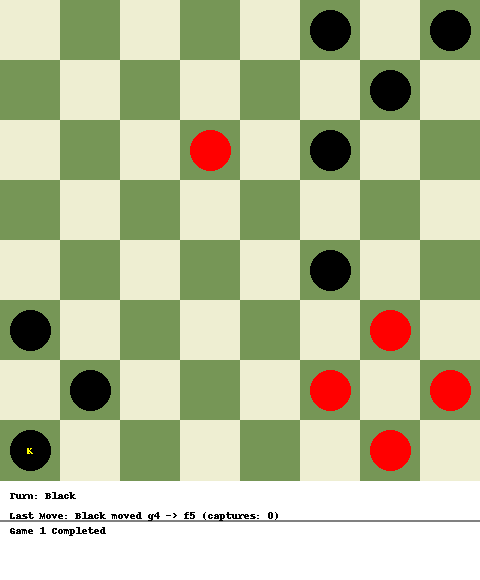 K
Turn: Black
Last Move: Black moved g4 -> f5 (captures: 0)
Game 1 Completed